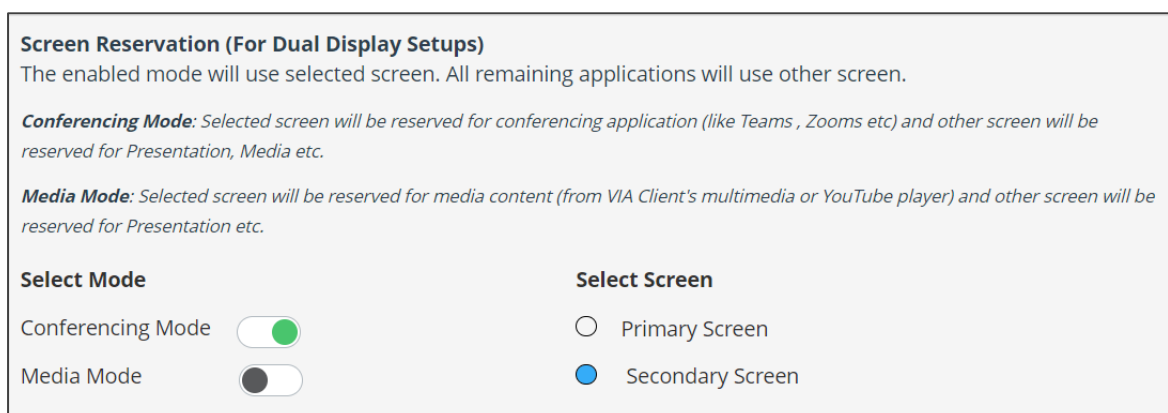 Screen Reservation (For Dual Display Setups)
The enabled mode will use selected screen. All remaining applications will use other screen.
Conferencing Mode: Selected screen will be reserved for conferencing application (like Teams , Zooms etc) and other screen will be
reserved for Presentation, Media etc.
Media Mode: Selected screen will be reserved for media content (from VIA Client's multimedia or YouTube player) and other screen will be
reserved for Presentation etc.
Select Mode
Select Screen
Conferencing Mode
Primary Screen
Media Mode
Secondary Screen